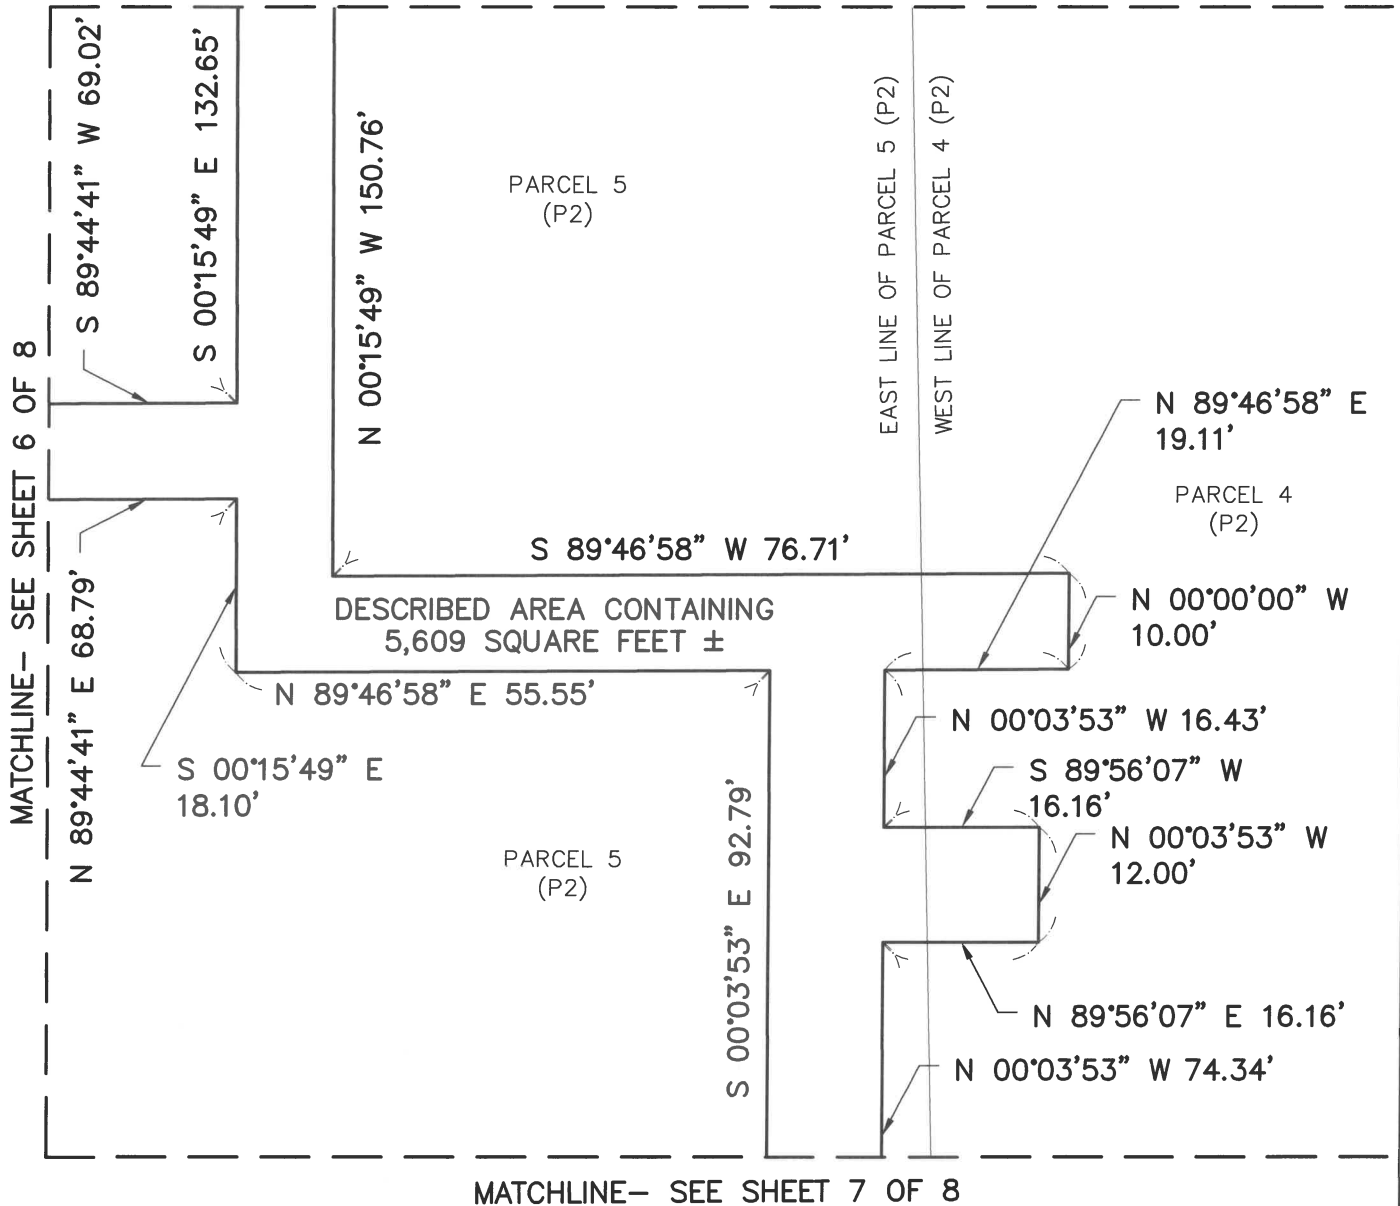 S 89°44'41" W 69.02'
S 00°15'49" E 132.65'
N 00°15'49" W 150.76'
PARCEL 5
(P2)
EAST LINE OF PARCEL 5 (P2)
WEST LINE OF PARCEL 4 (P2)
MATCHLINE– SEE SHEET 6 OF 8
N 89°46'58" E
19.11'
PARCEL 4
(P2)
S 89°46'58" W 76.71'
N 00°00'00" W
10.00'
DESCRIBED AREA CONTAINING
5,609 SQUARE FEET ±
N 89°44'41" E 68.79'
N 89°46'58" E 55.55'
N 00°03'53" W 16.43'
S 00°15'49" E
18.10'
S 89°56'07" W
16.16'
S 00°03'53" E 92.79'
N 00°03'53" W
12.00'
PARCEL 5
(P2)
N 89°56'07" E 16.16'
N 00°03'53" W 74.34'
MATCHLINE– SEE SHEET 7 OF 8